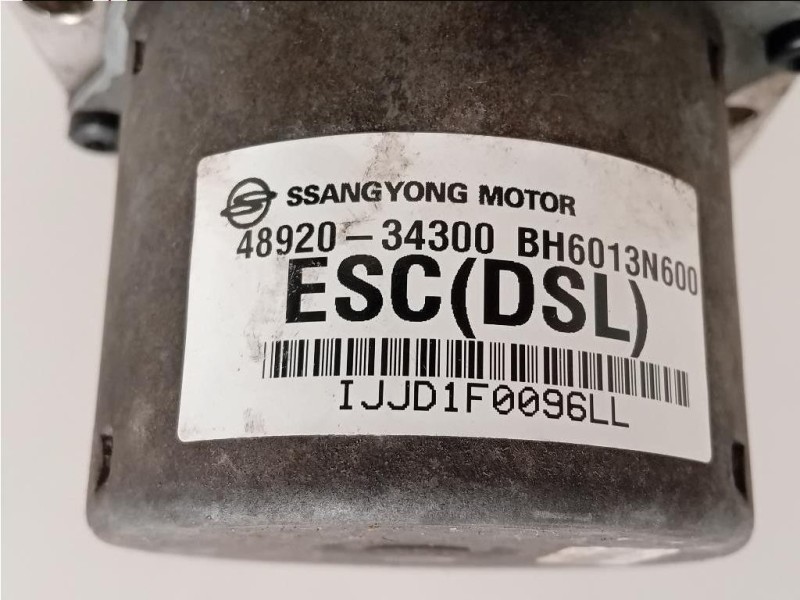 SSANGYONG MOTOR
48920-34300 BH6013N600
ESC(DSL)
IJJD1F0096LL